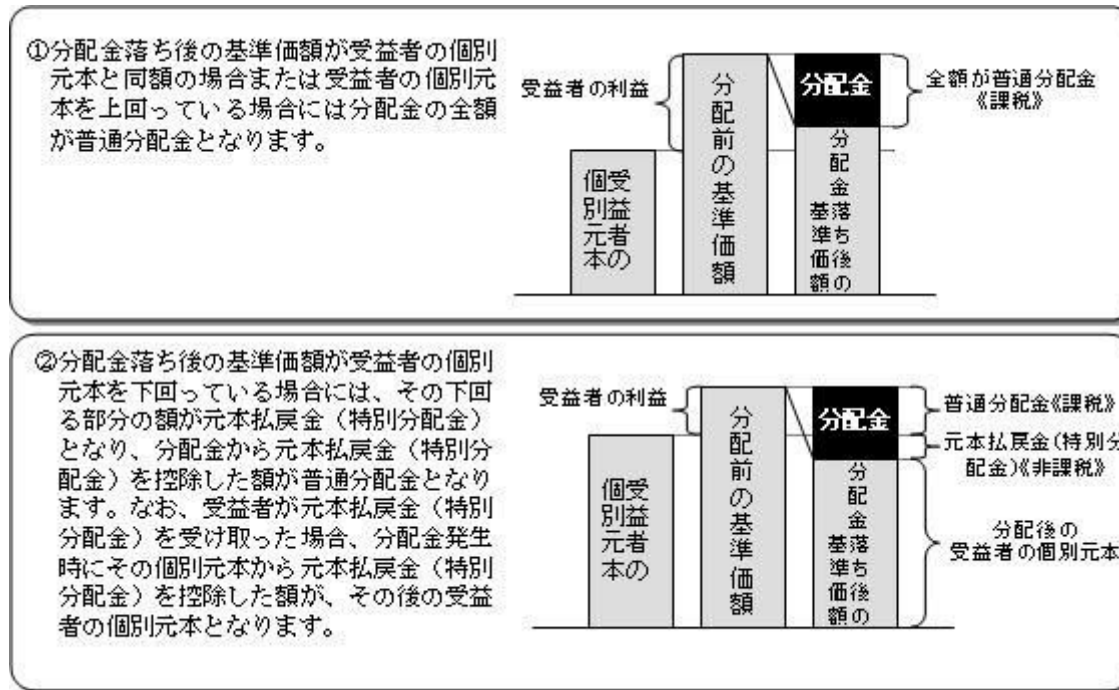 ①分配金落ち後の基準価額が受益者の個別
元本と同額の場合または受益者の個別元
本を上回っている場合には分配金の全額
が普通分配金となります。
受益者の利益
受益者の
個別元本
分配前の基準価額
分配金
分配金落ち後の
基準価額
全額が普通分配金
《課税》
②分配金落ち後の基準価額が受益者の個別
元本を下回っている場合には、その下回
る部分の額が元本払戻金（特別分配金）
となり、分配金から元本払戻金（特別分
配金）を控除した額が普通分配金となり
ます。なお、受益者が元本払戻金（特別
分配金）を受け取った場合、分配金発生
時にその個別元本から元本払戻金（特別
分配金）を控除した額が、その後の受益
者の個別元本となります。
受益者の利益
受益者の
個別元本
分配前の基準価額
分配金
分配金落ち後の
基準価額
普通分配金《課税》
元本払戻金（特別分
配金）《非課税》
分配後の
受益者の個別元本